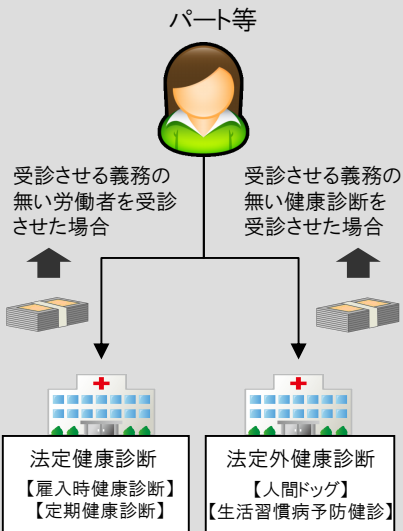 パート等
受診させる義務の
無い労働者を受診
させた場合
受診させる義務の
無い健康診断を
受診させた場合
法定健康診断
【雇入時健康診断】
【定期健康診断】
法定外健康診断
【人間ドッグ】
【生活習慣病予防健診】